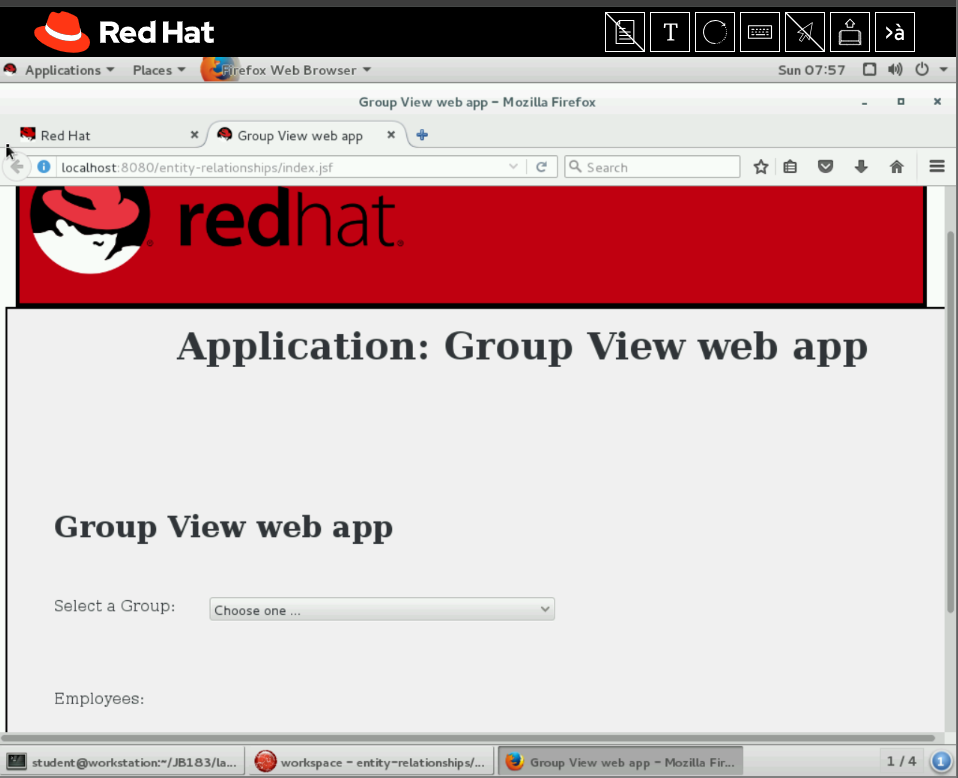 Red Hat
T
>à
Applications Places Firefox Web Browser Sun 07:57
Group View web app – Mozilla Firefox
Red Hat
Group View web app
localhost:8080/entity-relationships/index.jsf
Search
redhat.
Application: Group View web app
Group View web app
Select a Group:
Choose one ...
Employees:
student@workstation:~/JB183/la...
workspace – entity-relationships/...
Group View web app – Mozilla Fir...
1 / 4
1